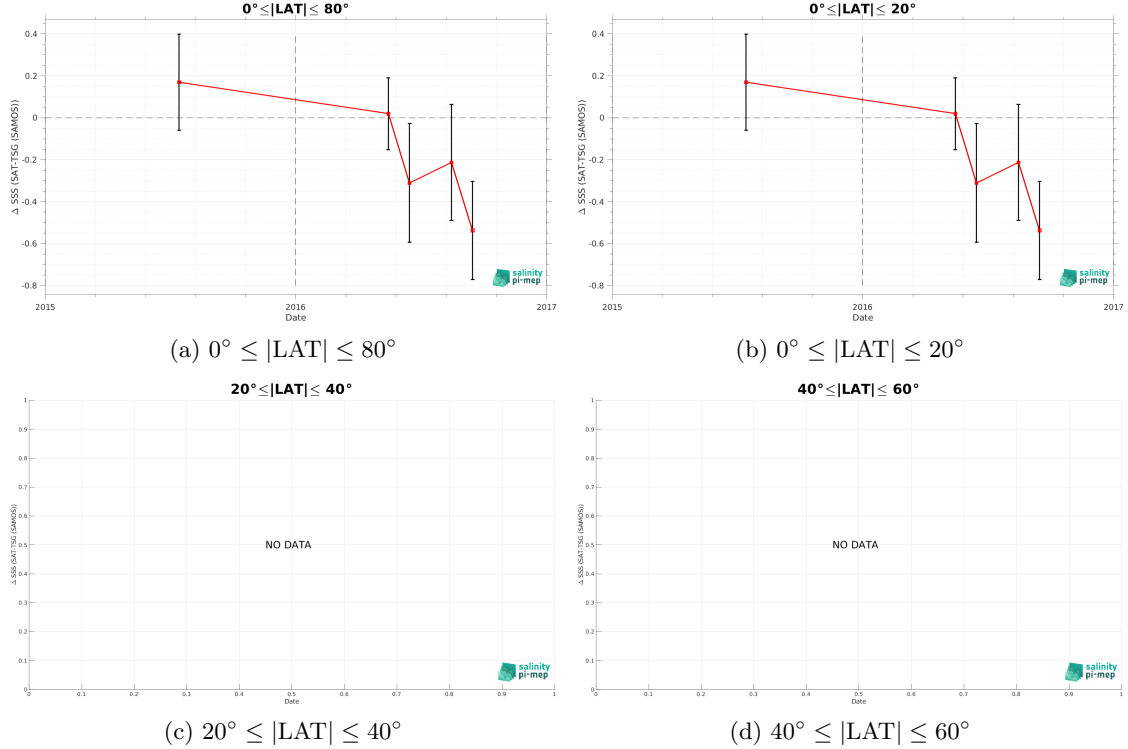 0°≤|LAT|≤ 80°
0.4
0.2
0
-0.2
-0.4
-0.6
-0.8
Δ SSS (SAT-TSG (SAMOS))
2015
2016
2017
Date
salinity
pi-mep
(a) 0° ≤ |LAT| ≤ 80°
0°≤|LAT|≤ 20°
0.4
0.2
0
-0.2
-0.4
-0.6
-0.8
Δ SSS (SAT-TSG (SAMOS))
2015
2016
2017
Date
salinity
pi-mep
(b) 0° ≤ |LAT| ≤ 20°
20°≤|LAT|≤ 40°
1
0.9
0.8
0.7
0.6
0.5
0.4
0.3
0.2
0.1
0
Δ SSS (SAT-TSG (SAMOS))
NO DATA
0 0.1 0.2 0.3 0.4 0.5 0.6 0.7 0.8 0.9 1
Date
salinity
pi-mep
(c) 20° ≤ |LAT| ≤ 40°
40°≤|LAT|≤ 60°
1
0.9
0.8
0.7
0.6
0.5
0.4
0.3
0.2
0.1
0
Δ SSS (SAT-TSG (SAMOS))
NO DATA
0 0.1 0.2 0.3 0.4 0.5 0.6 0.7 0.8 0.9 1
Date
salinity
pi-mep
(d) 40° ≤ |LAT| ≤ 60°